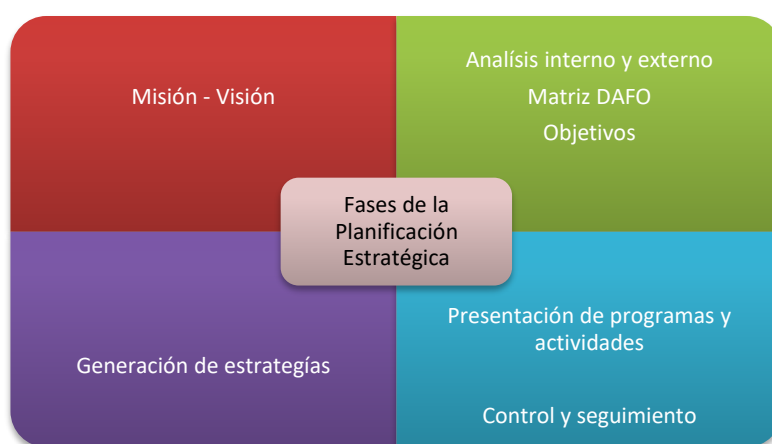 Misión - Visión
Analísis interno y externo
Matriz DAFO
Objetivos
Fases de la
Planificación
Estratégica
Generación de estrategías
Presentación de programas y
actividades
Control y seguimiento